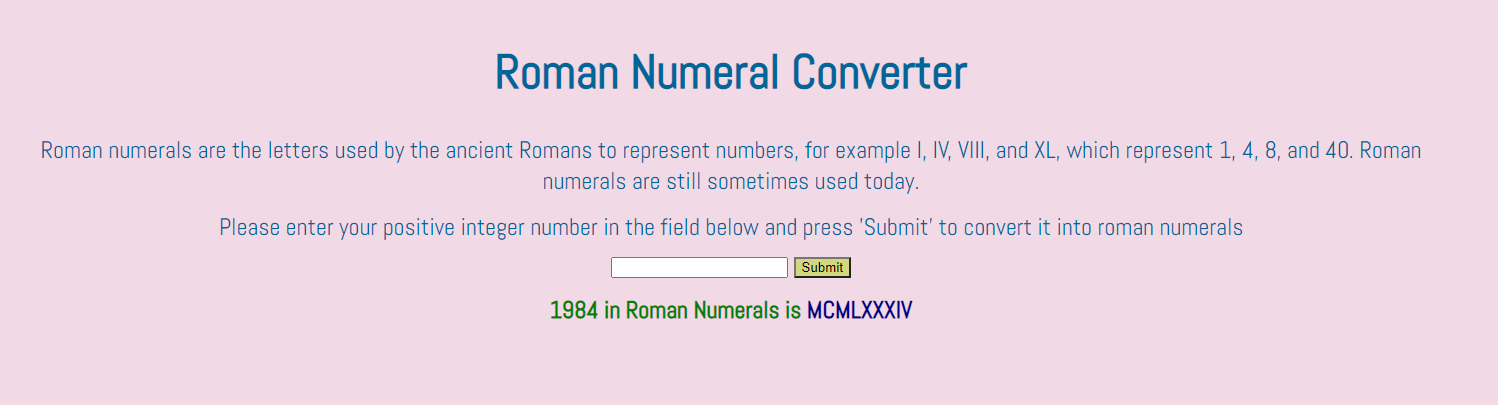 Roman Numeral Converter
Roman numerals are the letters used by the ancient Romans to represent numbers, for example I, IV, VIII, and XL, which represent 1, 4, 8, and 40. Roman
numerals are still sometimes used today.
Please enter your positive integer number in the field below and press 'Submit' to convert it into roman numerals
Submit
1984 in Roman Numerals is MCMLXXXIV